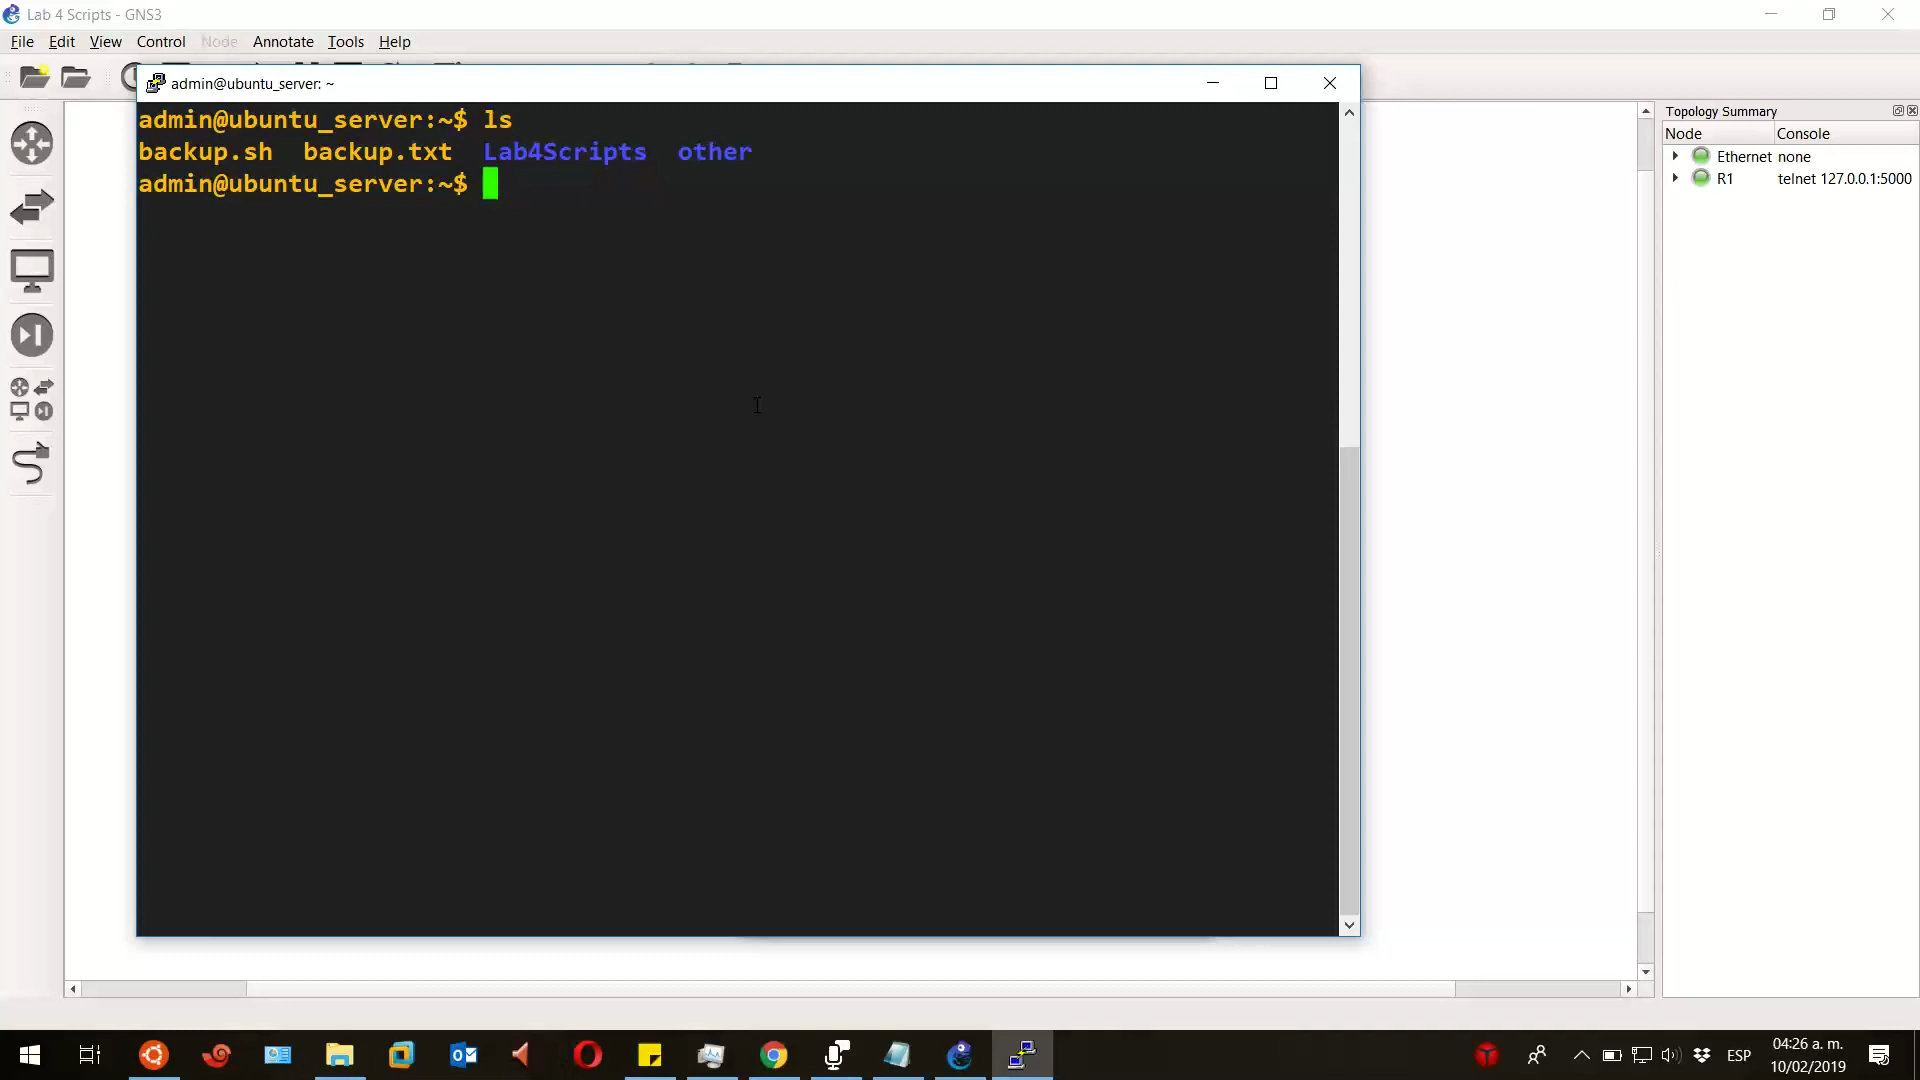 Lab 4 Scripts - GNS3
File Edit View Control Node Annotate Tools Help
admin@ubuntu_server: ~
admin@ubuntu_server:~$ ls
backup.sh backup.txt Lab4Scripts other
admin@ubuntu_server:~$
Topology Summary
Node Console
Ethernet none
R1 telnet 127.0.0.1:5000
ESP
04:26 a. m.
10/02/2019